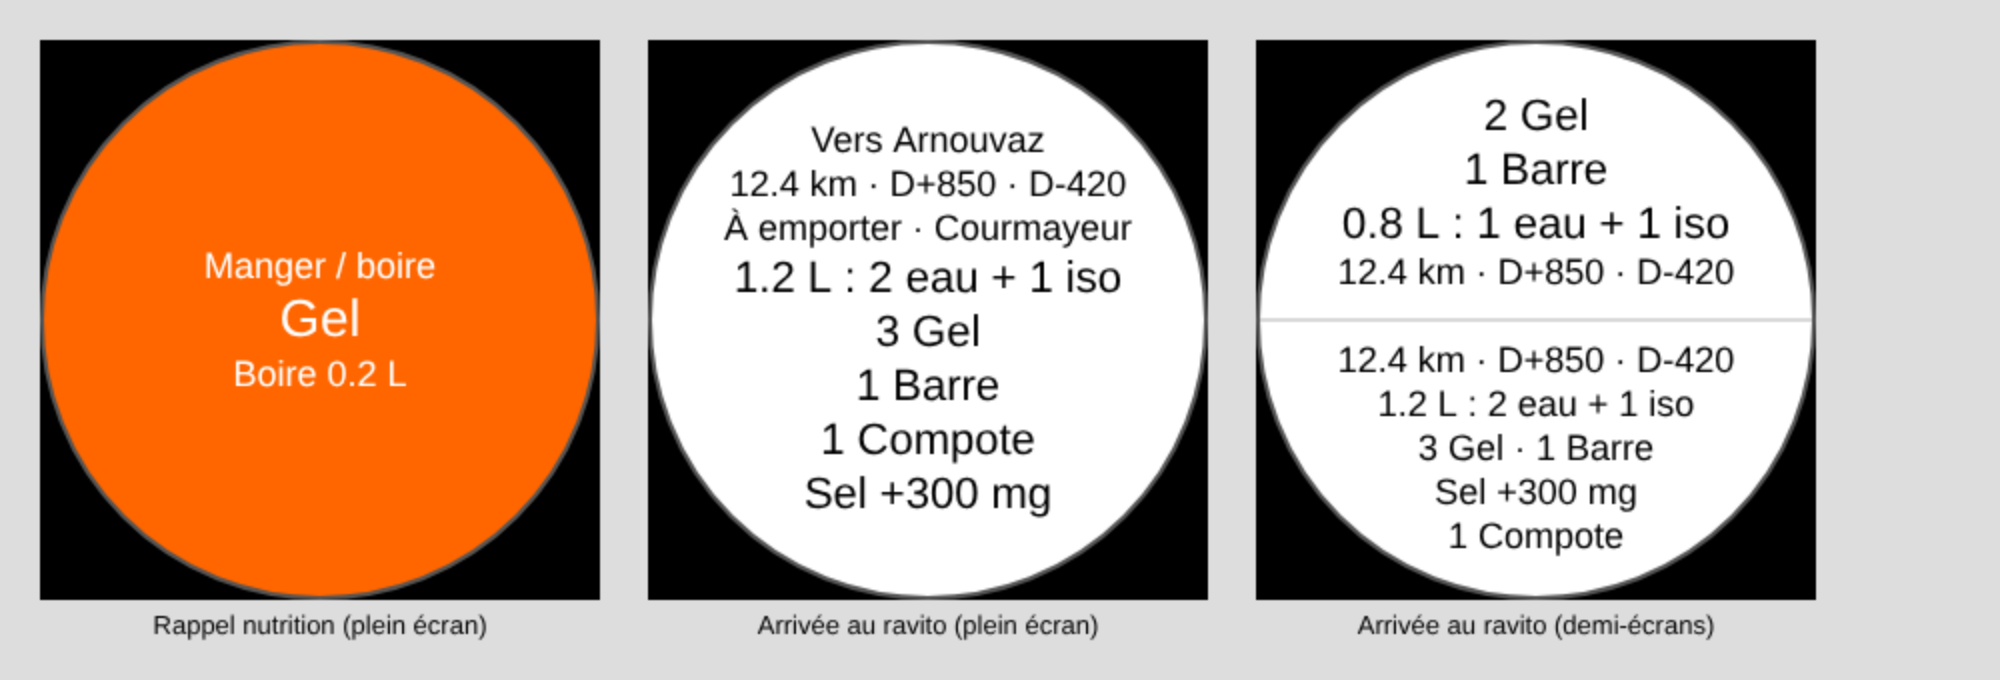 Manger / boire
Gel
Boire 0.2 L
Rappel nutrition (plein écran)
Vers Arnouvaz
12.4 km · D+850 · D-420
À emporter · Courmayeur
1.2 L : 2 eau + 1 iso
3 Gel
1 Barre
1 Compote
Sel +300 mg
Arrivée au ravito (plein écran)
2 Gel
1 Barre
0.8 L : 1 eau + 1 iso
12.4 km · D+850 · D-420
12.4 km · D+850 · D-420
1.2 L : 2 eau + 1 iso
3 Gel · 1 Barre
Sel +300 mg
1 Compote
Arrivée au ravito (demi-écrans)